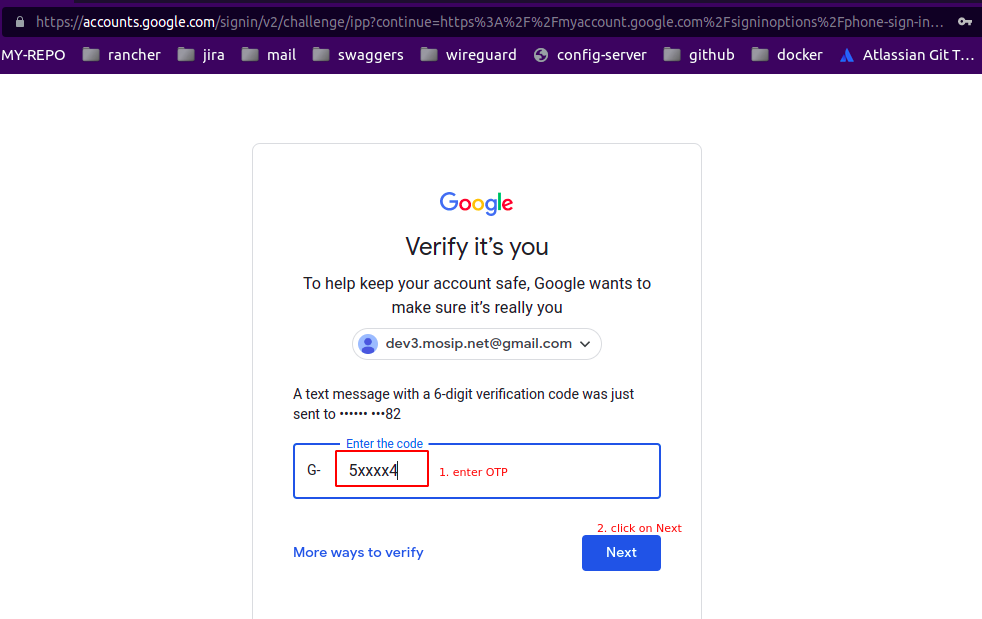 https://accounts.google.com/signin/v2/challenge/ipp?continue=https%3A%2F%2Fmyaccount.google.com%2Fsigninoptions%2Fphone-sign-in...
MY-REPO rancher jira mail swaggers wireguard config-server github docker Atlassian Git T...
Google
Verify it's you
To help keep your account safe, Google wants to
make sure it's really you
dev3.mosip.net@gmail.com
A text message with a 6-digit verification code was just
sent to •••••• •••82
Enter the code
G- 5xxxx4 1. enter OTP
2. click on Next
More ways to verify Next